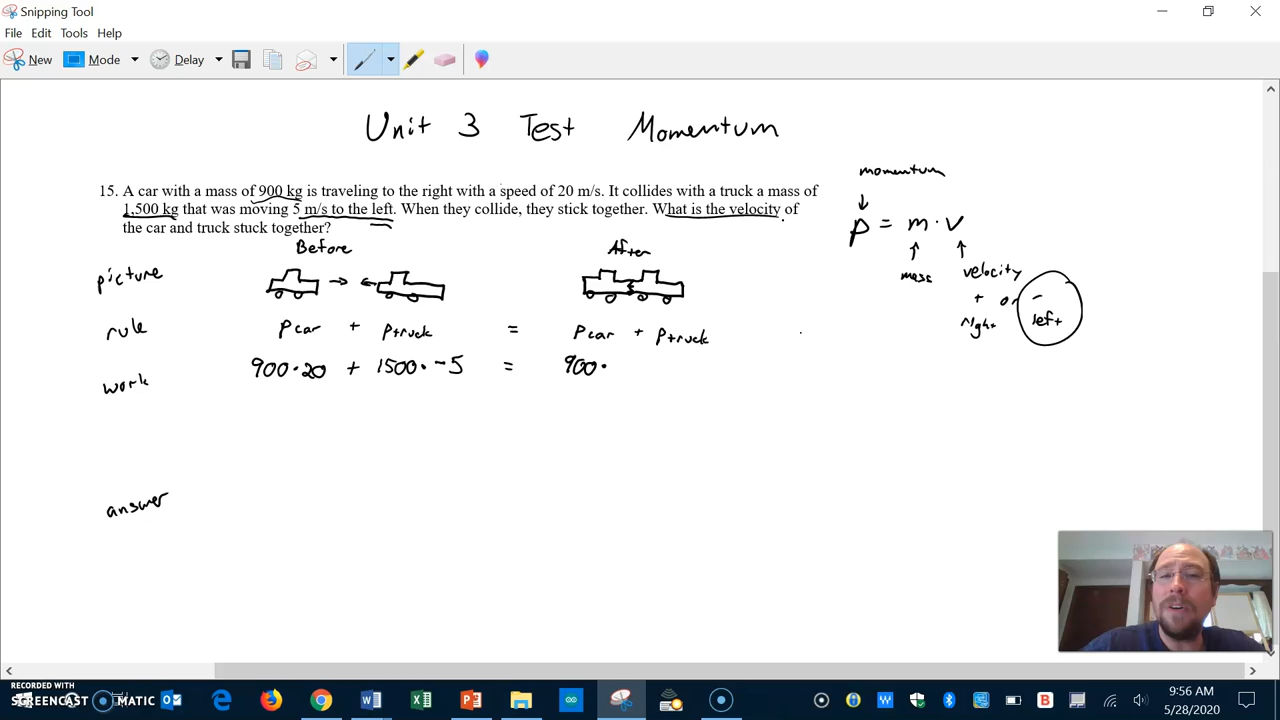 Snipping Tool
File Edit Tools Help
New Mode Delay
Unit 3 Test Momentum
15. A car with a mass of 900 kg is traveling to the right with a speed of 20 m/s. It collides with a truck a mass of
1,500 kg that was moving 5 m/s to the left. When they collide, they stick together. What is the velocity of
the car and truck stuck together?
momentum
p = m · v
mass velocity
+ or -
right left
Before After
picture
rule Pcar + Ptruck = Pcar + Ptruck
work 900·20 + 1500·-5 = 900·
answer
RECORDED WITH
SCREENCAST MATIC
9:56 AM
5/28/2020